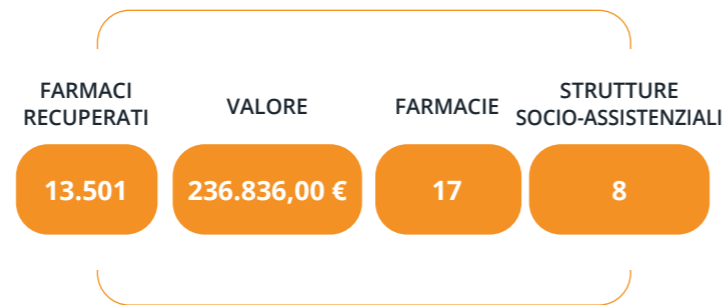 FARMACI
RECUPERATI
VALORE
FARMACIE
STRUTTURE
SOCIO-ASSISTENZIALI
13.501
236.836,00 €
17
8